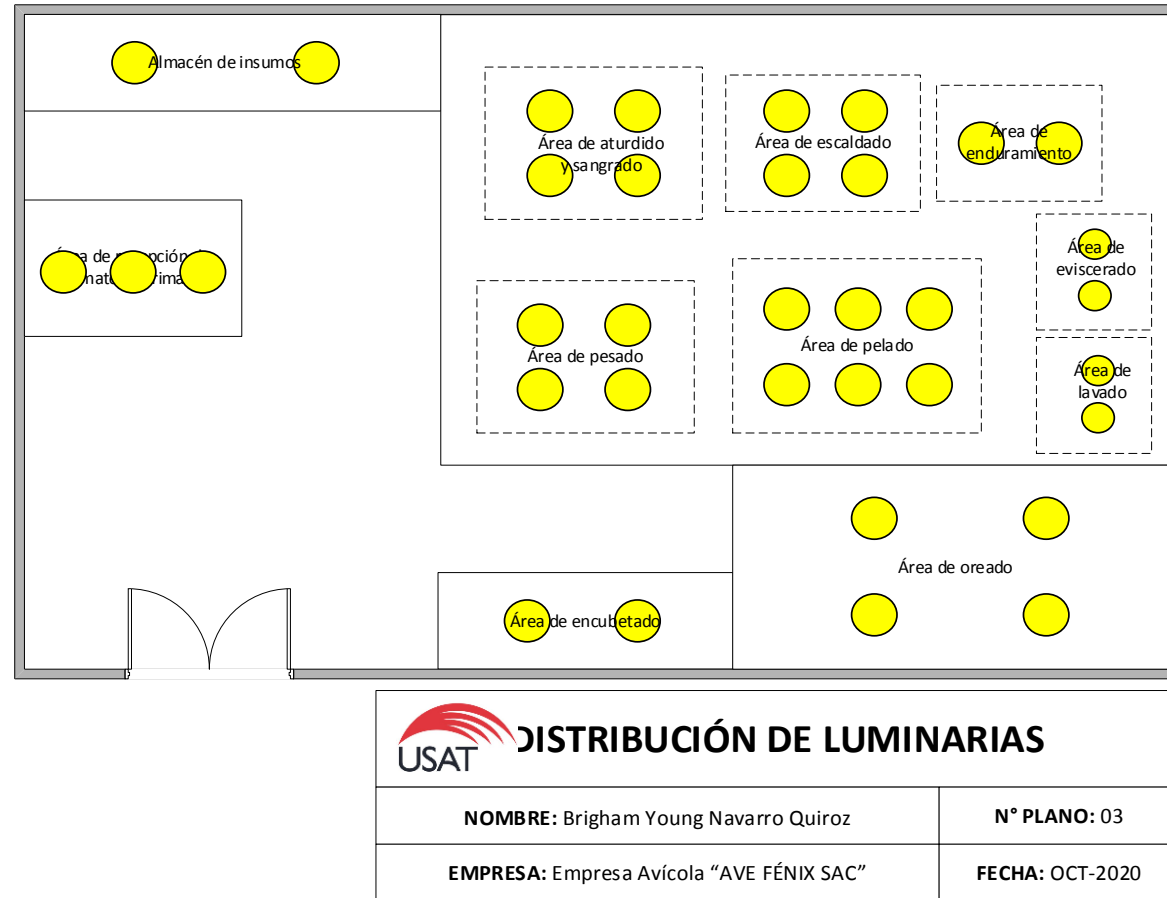 Almacén de insumos
Área de aturdido
y sangrado
Área de escaldado
Área de
enduramiento
Área de
eviscerado
Área de
lavado
Área de pesado
Área de pelado
Área de oreado
Área de encubetado
USAT
DISTRIBUCIÓN DE LUMINARIAS
NOMBRE: Brigham Young Navarro Quiroz
N° PLANO: 03
EMPRESA: Empresa Avícola “AVE FÉNIX SAC”
FECHA: OCT-2020